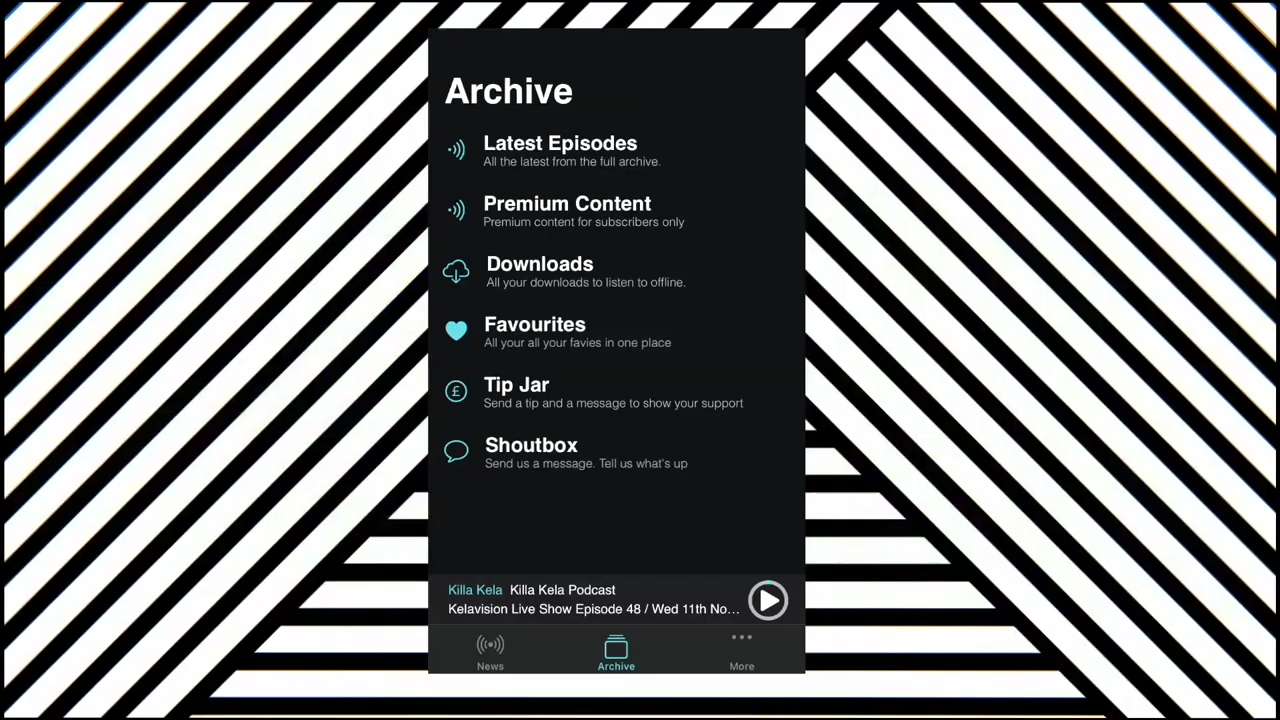 Archive
Latest Episodes
All the latest from the full archive.
Premium Content
Premium content for subscribers only
Downloads
All your downloads to listen to offline.
Favourites
All your all your favies in one place
£
Tip Jar
Send a tip and a message to show your support
Shoutbox
Send us a message. Tell us what's up
Killa Kela Killa Kela Podcast
Kelavision Live Show Episode 48 / Wed 11th No…
News
Archive
More